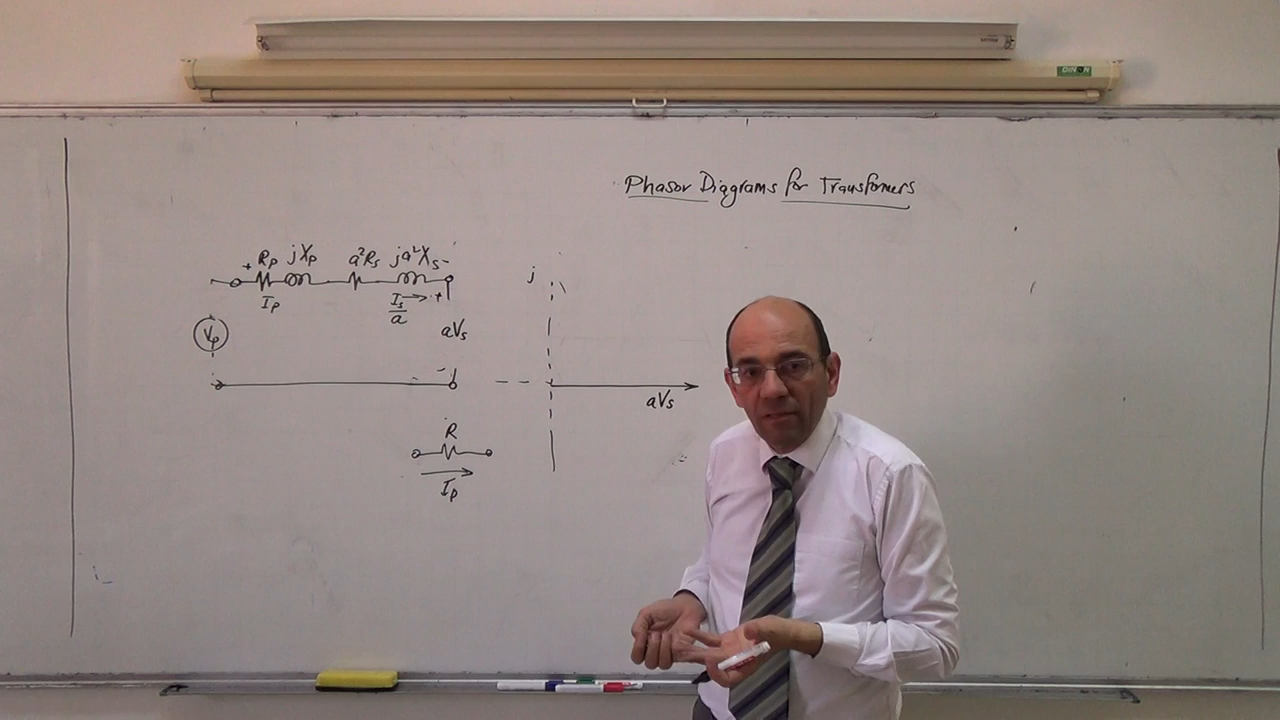 DINON
Phasor Diagrams for Transformers
+ Rp jXp a²Rs ja²Xs -
Ip Is/a +
Vp aVs
j
aVs
R
Ip